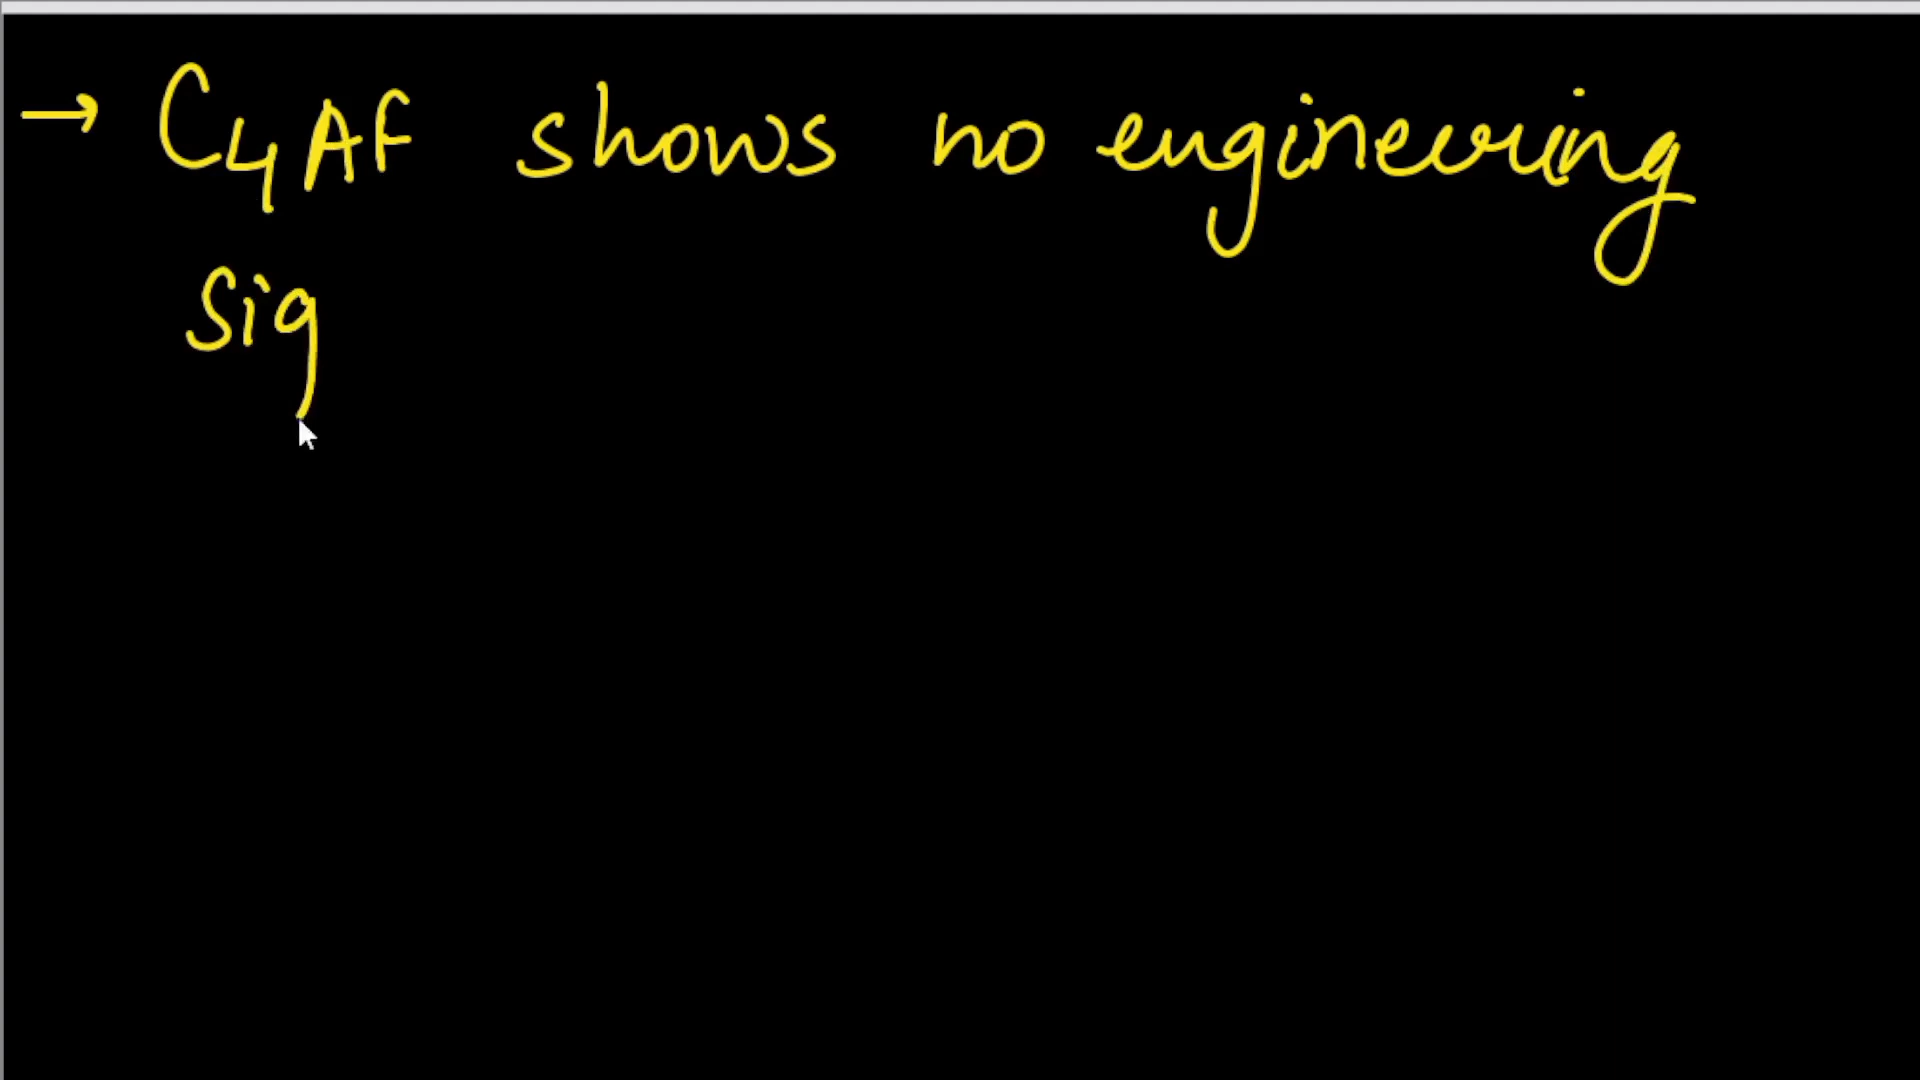 → C₄AF shows no engineering
Sig